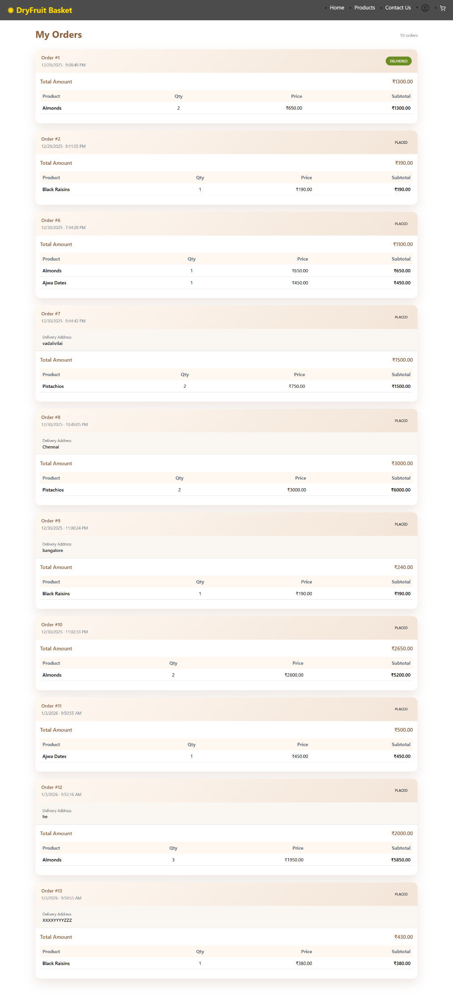 DryFruit Basket
Home Products Contact Us
My Orders
10 orders
Order #1
12/29/2025 · 9:08:48 PM
DELIVERED
Total Amount ₹1300.00
Product Qty Price Subtotal
Almonds 2 ₹650.00 ₹1300.00
Order #2
12/29/2025 · 9:11:55 PM
PLACED
Total Amount ₹190.00
Product Qty Price Subtotal
Black Raisins 1 ₹190.00 ₹190.00
Order #6
12/30/2025 · 7:44:28 PM
PLACED
Total Amount ₹1100.00
Product Qty Price Subtotal
Almonds 1 ₹650.00 ₹650.00
Ajwa Dates 1 ₹450.00 ₹450.00
Order #7
12/30/2025 · 9:44:42 PM
PLACED
Delivery Address
vadalivilai
Total Amount ₹1500.00
Product Qty Price Subtotal
Pistachios 2 ₹750.00 ₹1500.00
Order #8
12/30/2025 · 10:49:05 PM
PLACED
Delivery Address
Chennai
Total Amount ₹3000.00
Product Qty Price Subtotal
Pistachios 2 ₹3000.00 ₹6000.00
Order #9
12/30/2025 · 11:00:24 PM
PLACED
Delivery Address
bangalore
Total Amount ₹240.00
Product Qty Price Subtotal
Black Raisins 1 ₹190.00 ₹190.00
Order #10
12/30/2025 · 11:02:33 PM
PLACED
Total Amount ₹2650.00
Product Qty Price Subtotal
Almonds 2 ₹2600.00 ₹5200.00
Order #11
1/3/2026 · 9:50:55 AM
PLACED
Total Amount ₹500.00
Product Qty Price Subtotal
Ajwa Dates 1 ₹450.00 ₹450.00
Order #12
1/3/2026 · 9:53:16 AM
PLACED
Delivery Address
he
Total Amount ₹2000.00
Product Qty Price Subtotal
Almonds 3 ₹1950.00 ₹5850.00
Order #13
1/3/2026 · 9:59:55 AM
PLACED
Delivery Address
XXXXYYYYZZZ
Total Amount ₹430.00
Product Qty Price Subtotal
Black Raisins 1 ₹380.00 ₹380.00